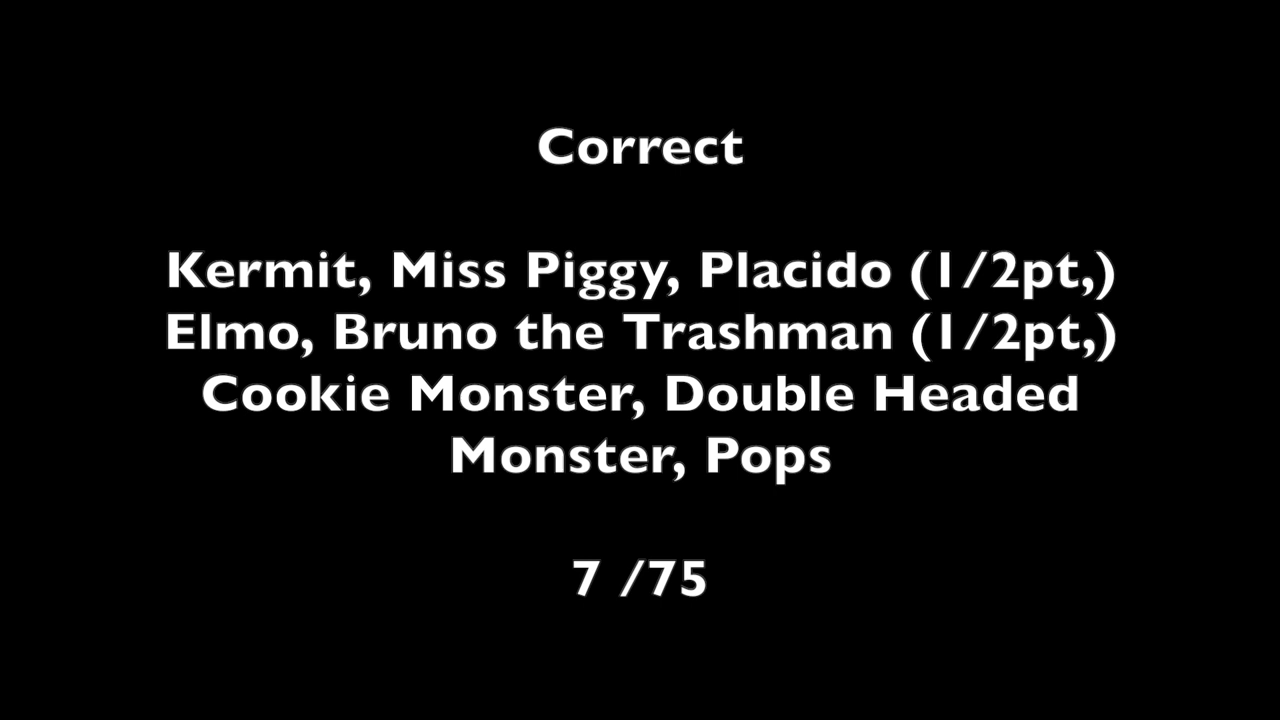 Correct
Kermit, Miss Piggy, Placido (1/2pt,)
Elmo, Bruno the Trashman (1/2pt,)
Cookie Monster, Double Headed
Monster, Pops
7 /75